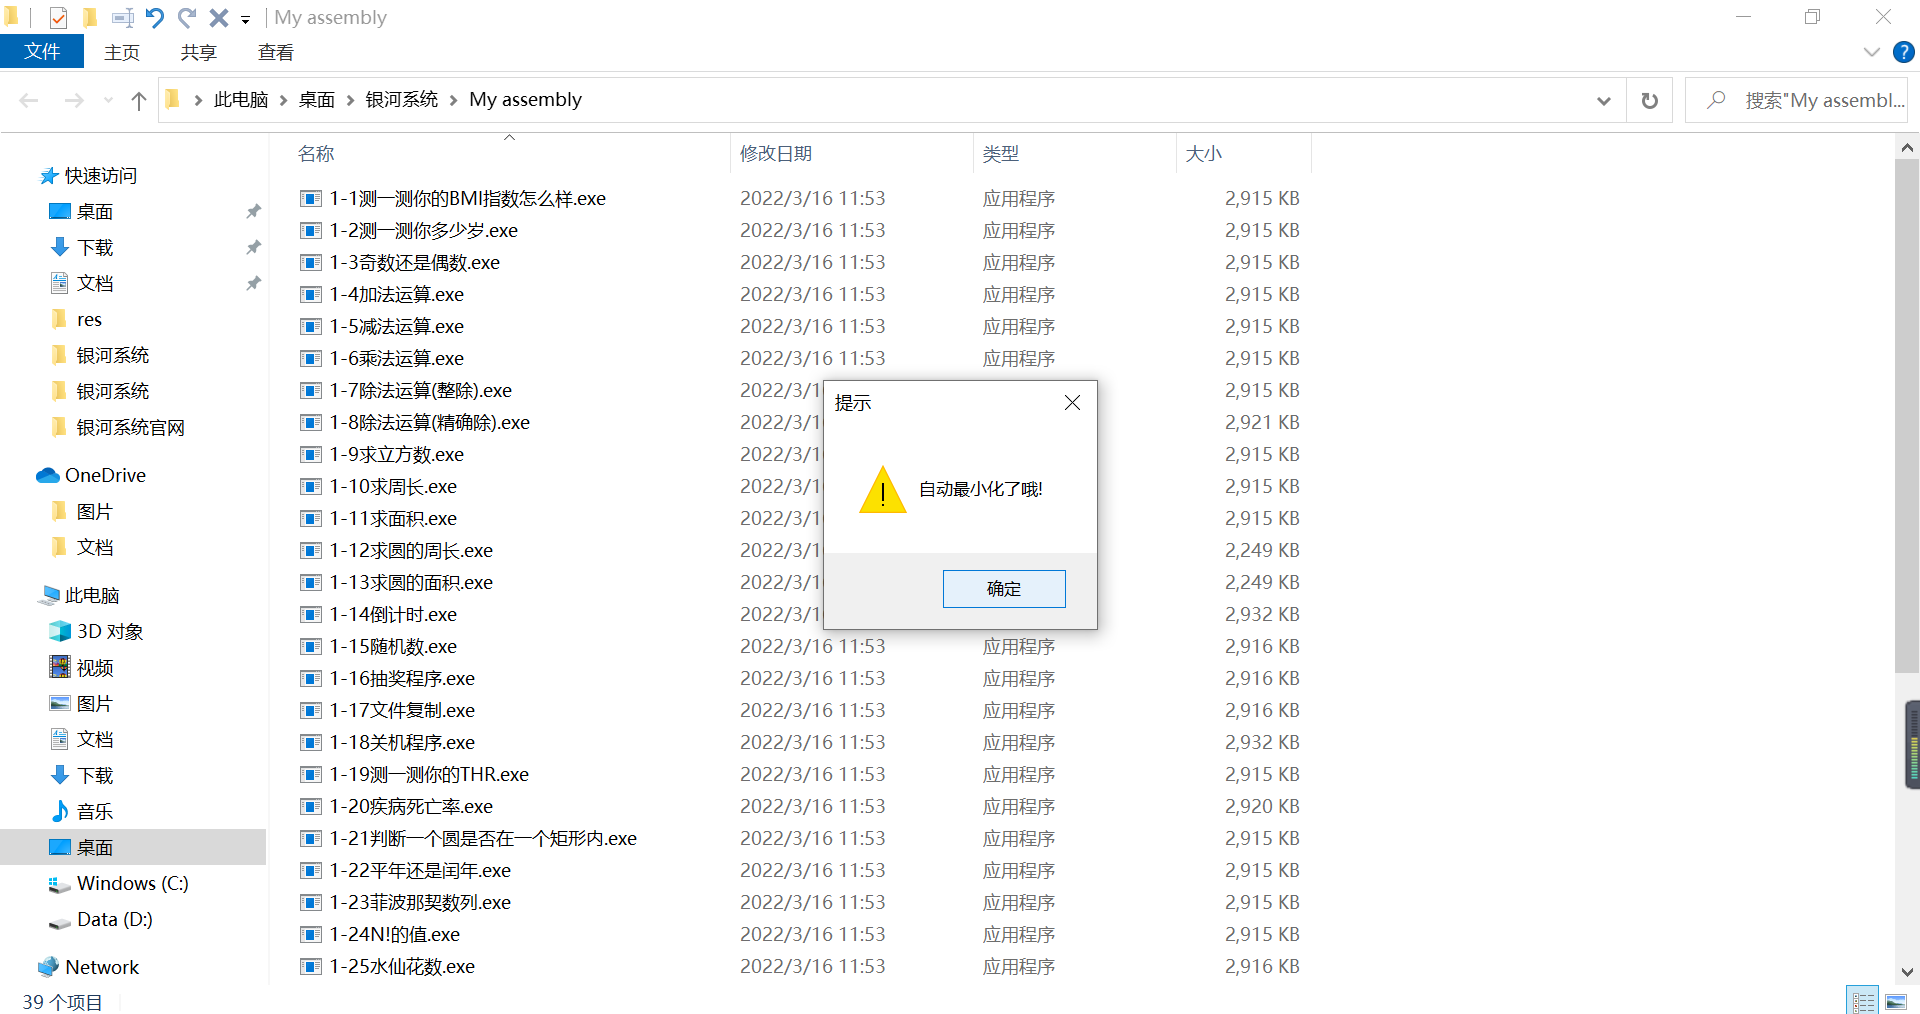 My assembly
文件 主页 共享 查看
?
此电脑 桌面 银河系统 My assembly 搜索"My assembl...
名称 修改日期 类型 大小
快速访问
桌面
下载
文档
res
银河系统
银河系统
银河系统官网
OneDrive
图片
文档
此电脑
3D 对象
视频
图片
文档
下载
音乐
桌面
Windows (C:)
Data (D:)
Network
1-1测一测你的BMI指数怎么样.exe 2022/3/16 11:53 应用程序 2,915 KB
1-2测一测你多少岁.exe 2022/3/16 11:53 应用程序 2,915 KB
1-3奇数还是偶数.exe 2022/3/16 11:53 应用程序 2,915 KB
1-4加法运算.exe 2022/3/16 11:53 应用程序 2,915 KB
1-5减法运算.exe 2022/3/16 11:53 应用程序 2,915 KB
1-6乘法运算.exe 2022/3/16 11:53 应用程序 2,915 KB
1-7除法运算(整除).exe 2022/3/1 2,915 KB
1-8除法运算(精确除).exe 2022/3/1 2,921 KB
1-9求立方数.exe 2022/3/1 2,915 KB
1-10求周长.exe 2022/3/1 2,915 KB
1-11求面积.exe 2022/3/1 2,915 KB
1-12求圆的周长.exe 2022/3/1 2,249 KB
1-13求圆的面积.exe 2022/3/1 2,249 KB
1-14倒计时.exe 2022/3/1 2,932 KB
1-15随机数.exe 2022/3/16 11:53 应用程序 2,916 KB
1-16抽奖程序.exe 2022/3/16 11:53 应用程序 2,916 KB
1-17文件复制.exe 2022/3/16 11:53 应用程序 2,916 KB
1-18关机程序.exe 2022/3/16 11:53 应用程序 2,932 KB
1-19测一测你的THR.exe 2022/3/16 11:53 应用程序 2,915 KB
1-20疾病死亡率.exe 2022/3/16 11:53 应用程序 2,920 KB
1-21判断一个圆是否在一个矩形内.exe 2022/3/16 11:53 应用程序 2,915 KB
1-22平年还是闰年.exe 2022/3/16 11:53 应用程序 2,915 KB
1-23菲波那契数列.exe 2022/3/16 11:53 应用程序 2,915 KB
1-24N!的值.exe 2022/3/16 11:53 应用程序 2,915 KB
1-25水仙花数.exe 2022/3/16 11:53 应用程序 2,916 KB
提示
自动最小化了哦!
确定
39 个项目